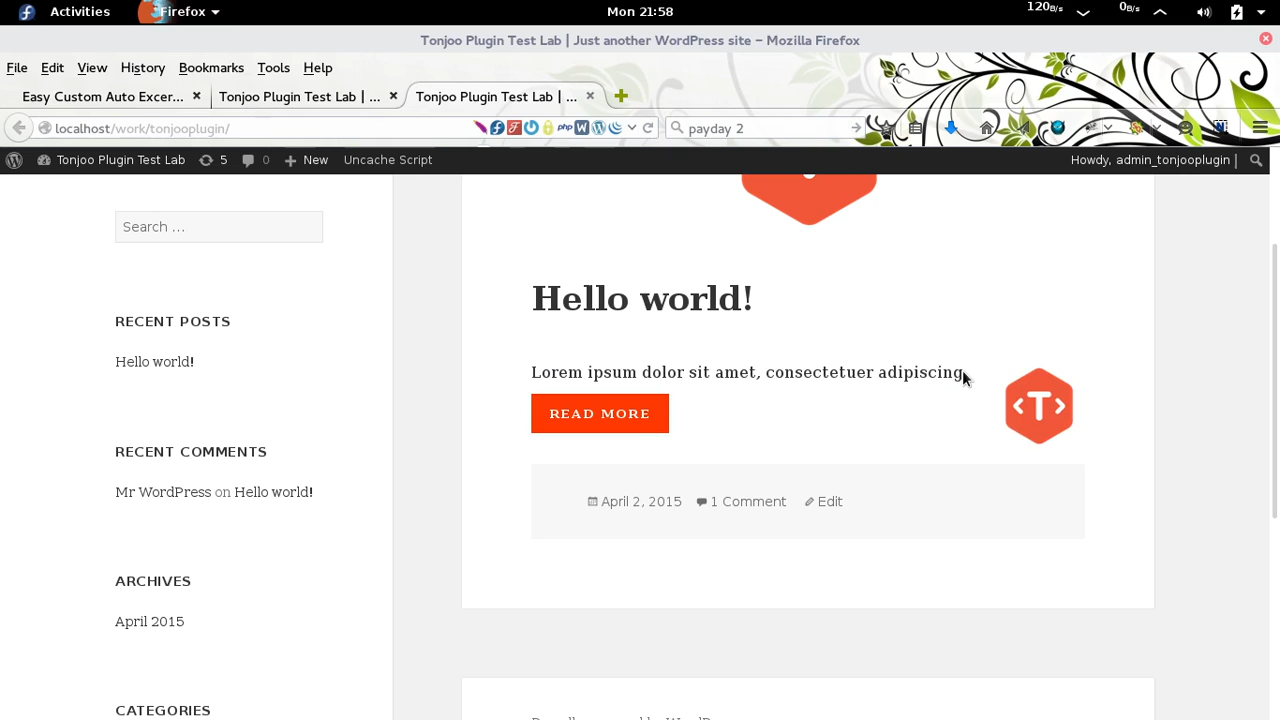 Activities Firefox Mon 21:58 120B/s 0B/s
Tonjoo Plugin Test Lab | Just another WordPress site – Mozilla Firefox
File Edit View History Bookmarks Tools Help
Easy Custom Auto Excer... Tonjoo Plugin Test Lab | ... Tonjoo Plugin Test Lab | ...
localhost/work/tonjooplugin/ php payday 2
Tonjoo Plugin Test Lab 5 0 New Uncache Script Howdy, admin_tonjooplugin
Search ...
Hello world!
RECENT POSTS
Hello world!
Lorem ipsum dolor sit amet, consectetuer adipiscing
READ MORE
<T>
RECENT COMMENTS
Mr WordPress on Hello world!
April 2, 2015 1 Comment Edit
ARCHIVES
April 2015
CATEGORIES